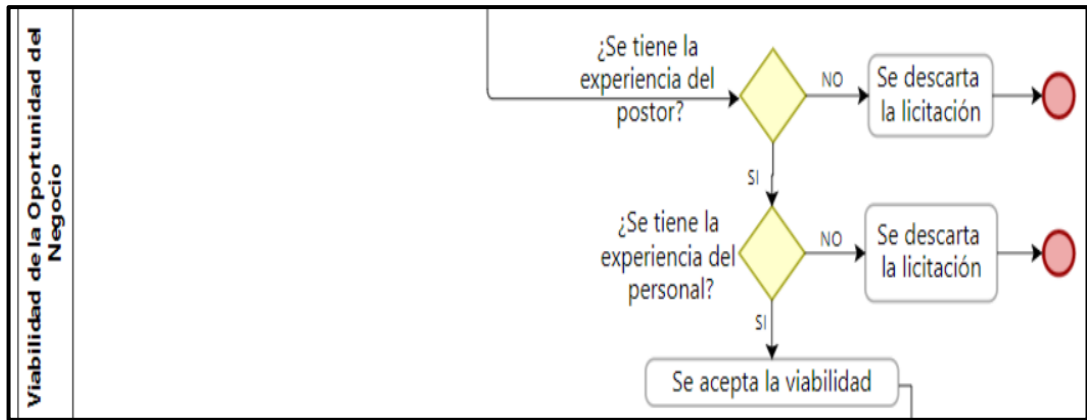 Viabilidad de la Oportunidad del
Negocio
¿Se tiene la
experiencia del
postor?
NO
Se descarta
la licitación
SI
¿Se tiene la
experiencia del
personal?
NO
Se descarta
la licitación
SI
Se acepta la viabilidad